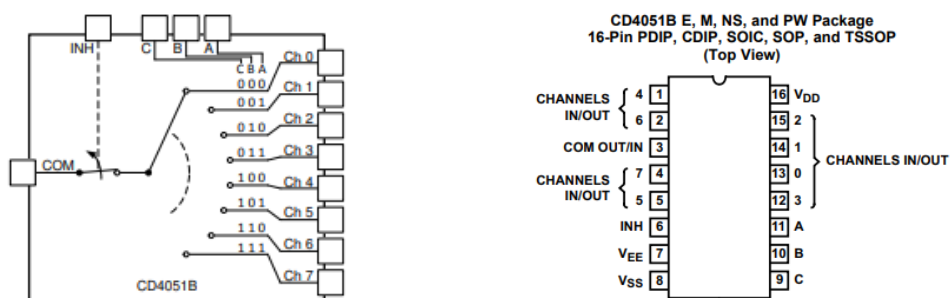 INH C B A
C B A
Ch 0
0 0 0
Ch 1
0 0 1
Ch 2
0 1 0
Ch 3
0 1 1
COM
Ch 4
1 0 0
Ch 5
1 0 1
Ch 6
1 1 0
Ch 7
1 1 1
CD4051B
CD4051B E, M, NS, and PW Package
16-Pin PDIP, CDIP, SOIC, SOP, and TSSOP
(Top View)
CHANNELS
IN/OUT
4 1
6 2
COM OUT/IN 3
CHANNELS
IN/OUT
7 4
5 5
INH 6
VEE 7
VSS 8
16 VDD
15 2
14 1
13 0
12 3
CHANNELS IN/OUT
11 A
10 B
9 C